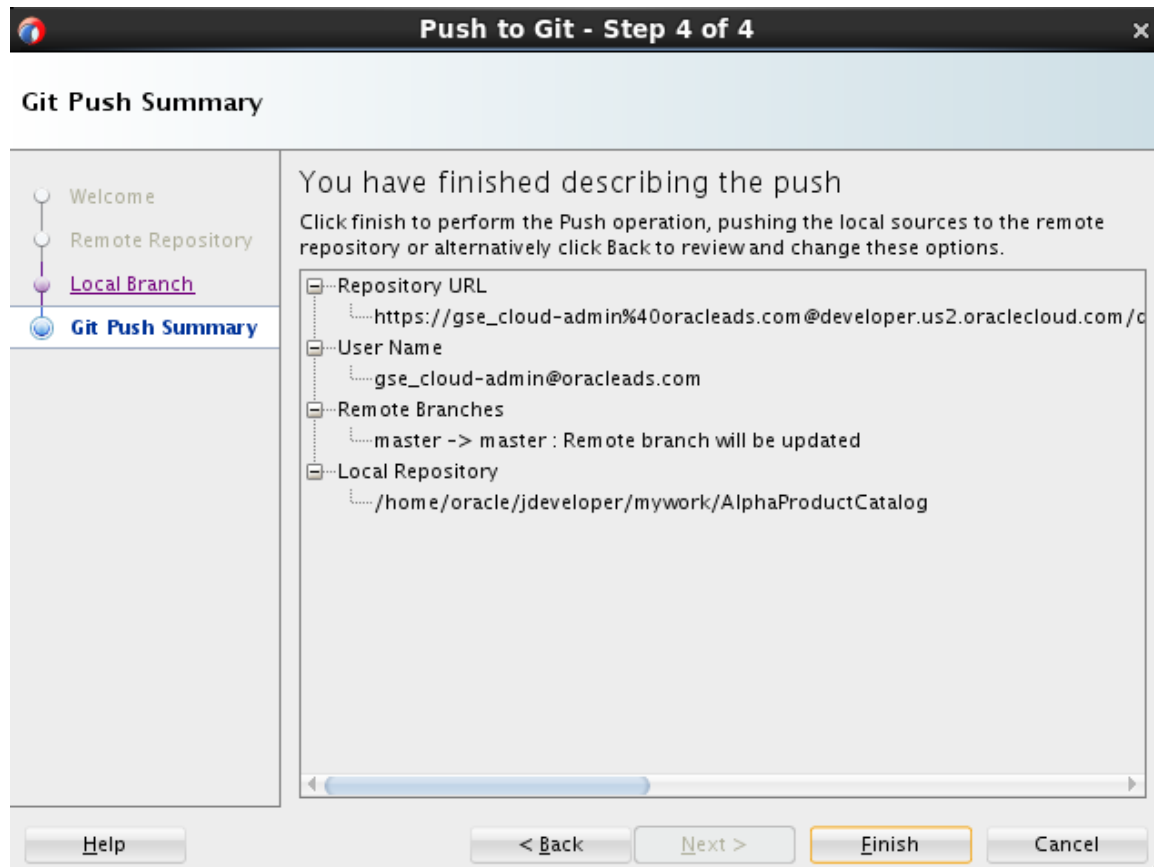 Push to Git - Step 4 of 4
Git Push Summary
Welcome
Remote Repository
Local Branch
Git Push Summary
You have finished describing the push
Click finish to perform the Push operation, pushing the local sources to the remote
repository or alternatively click Back to review and change these options.
Repository URL
https://gse_cloud-admin%40oracleads.com@developer.us2.oraclecloud.com/
User Name
gse_cloud-admin@oracleads.com
Remote Branches
master -> master : Remote branch will be updated
Local Repository
/home/oracle/jdeveloper/mywork/AlphaProductCatalog
Help
< Back
Next >
Finish
Cancel